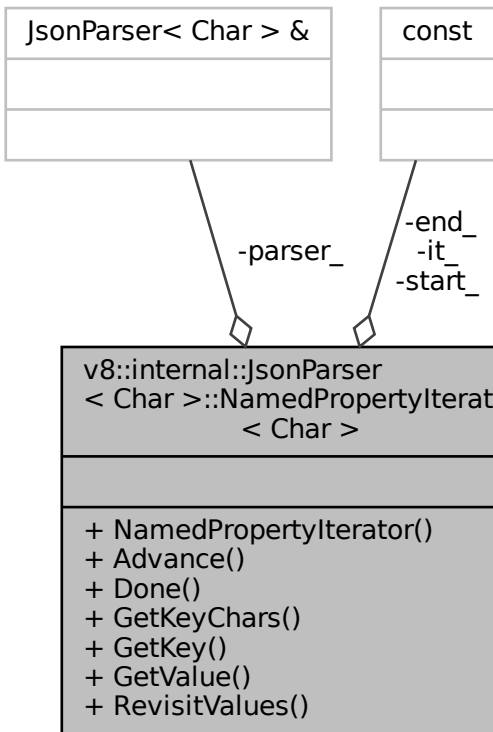 JsonParser< Char > &
const
-parser_
-end_
-it_
-start_
v8::internal::JsonParser
< Char >::NamedPropertyIterat
< Char >
+ NamedPropertyIterator()
+ Advance()
+ Done()
+ GetKeyChars()
+ GetKey()
+ GetValue()
+ RevisitValues()